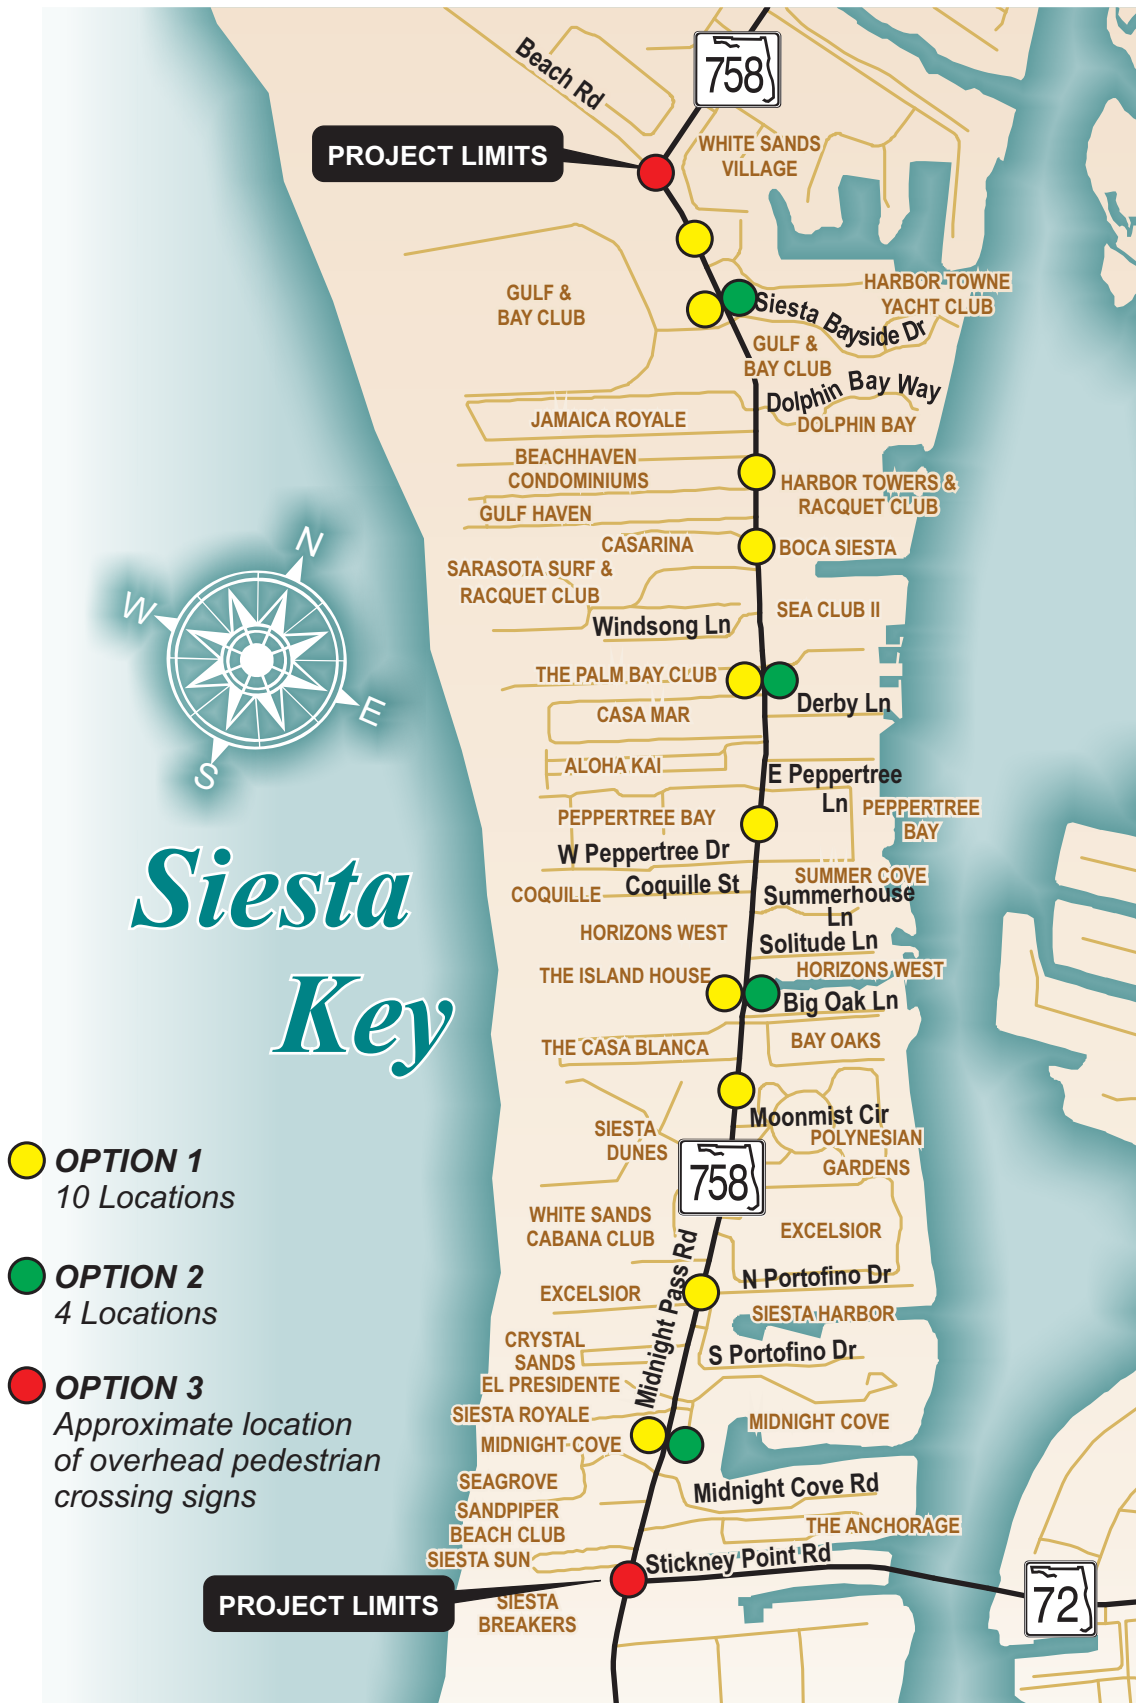 758
Beach Rd
PROJECT LIMITS
WHITE SANDS
VILLAGE
HARBOR TOWNE
YACHT CLUB
GULF &
BAY CLUB
Siesta Bayside Dr
GULF &
BAY CLUB
Dolphin Bay Way
JAMAICA ROYALE
DOLPHIN BAY
BEACHHAVEN
CONDOMINIUMS
HARBOR TOWERS &
RACQUET CLUB
GULF HAVEN
CASARINA
BOCA SIESTA
SARASOTA SURF &
RACQUET CLUB
SEA CLUB II
Windsong Ln
THE PALM BAY CLUB
Derby Ln
CASA MAR
N
W
E
S
ALOHA KAI
E Peppertree
Ln
PEPPERTREE
BAY
PEPPERTREE BAY
W Peppertree Dr
SUMMER COVE
Coquille St
COQUILLE
Summerhouse
Ln
HORIZONS WEST
Solitude Ln
THE ISLAND HOUSE
HORIZONS WEST
Big Oak Ln
Siesta
Key
THE CASA BLANCA
BAY OAKS
Moonmist Cir
SIESTA
DUNES
POLYNESIAN
GARDENS
758
WHITE SANDS
CABANA CLUB
EXCELSIOR
Midnight Pass Rd
N Portofino Dr
EXCELSIOR
SIESTA HARBOR
CRYSTAL
SANDS
S Portofino Dr
EL PRESIDENTE
SIESTA ROYALE
MIDNIGHT COVE
MIDNIGHT COVE
SEAGROVE
Midnight Cove Rd
SANDPIPER
BEACH CLUB
THE ANCHORAGE
SIESTA SUN
Stickney Point Rd
PROJECT LIMITS
SIESTA
BREAKERS
72
OPTION 1
10 Locations
OPTION 2
4 Locations
OPTION 3
Approximate location
of overhead pedestrian
crossing signs